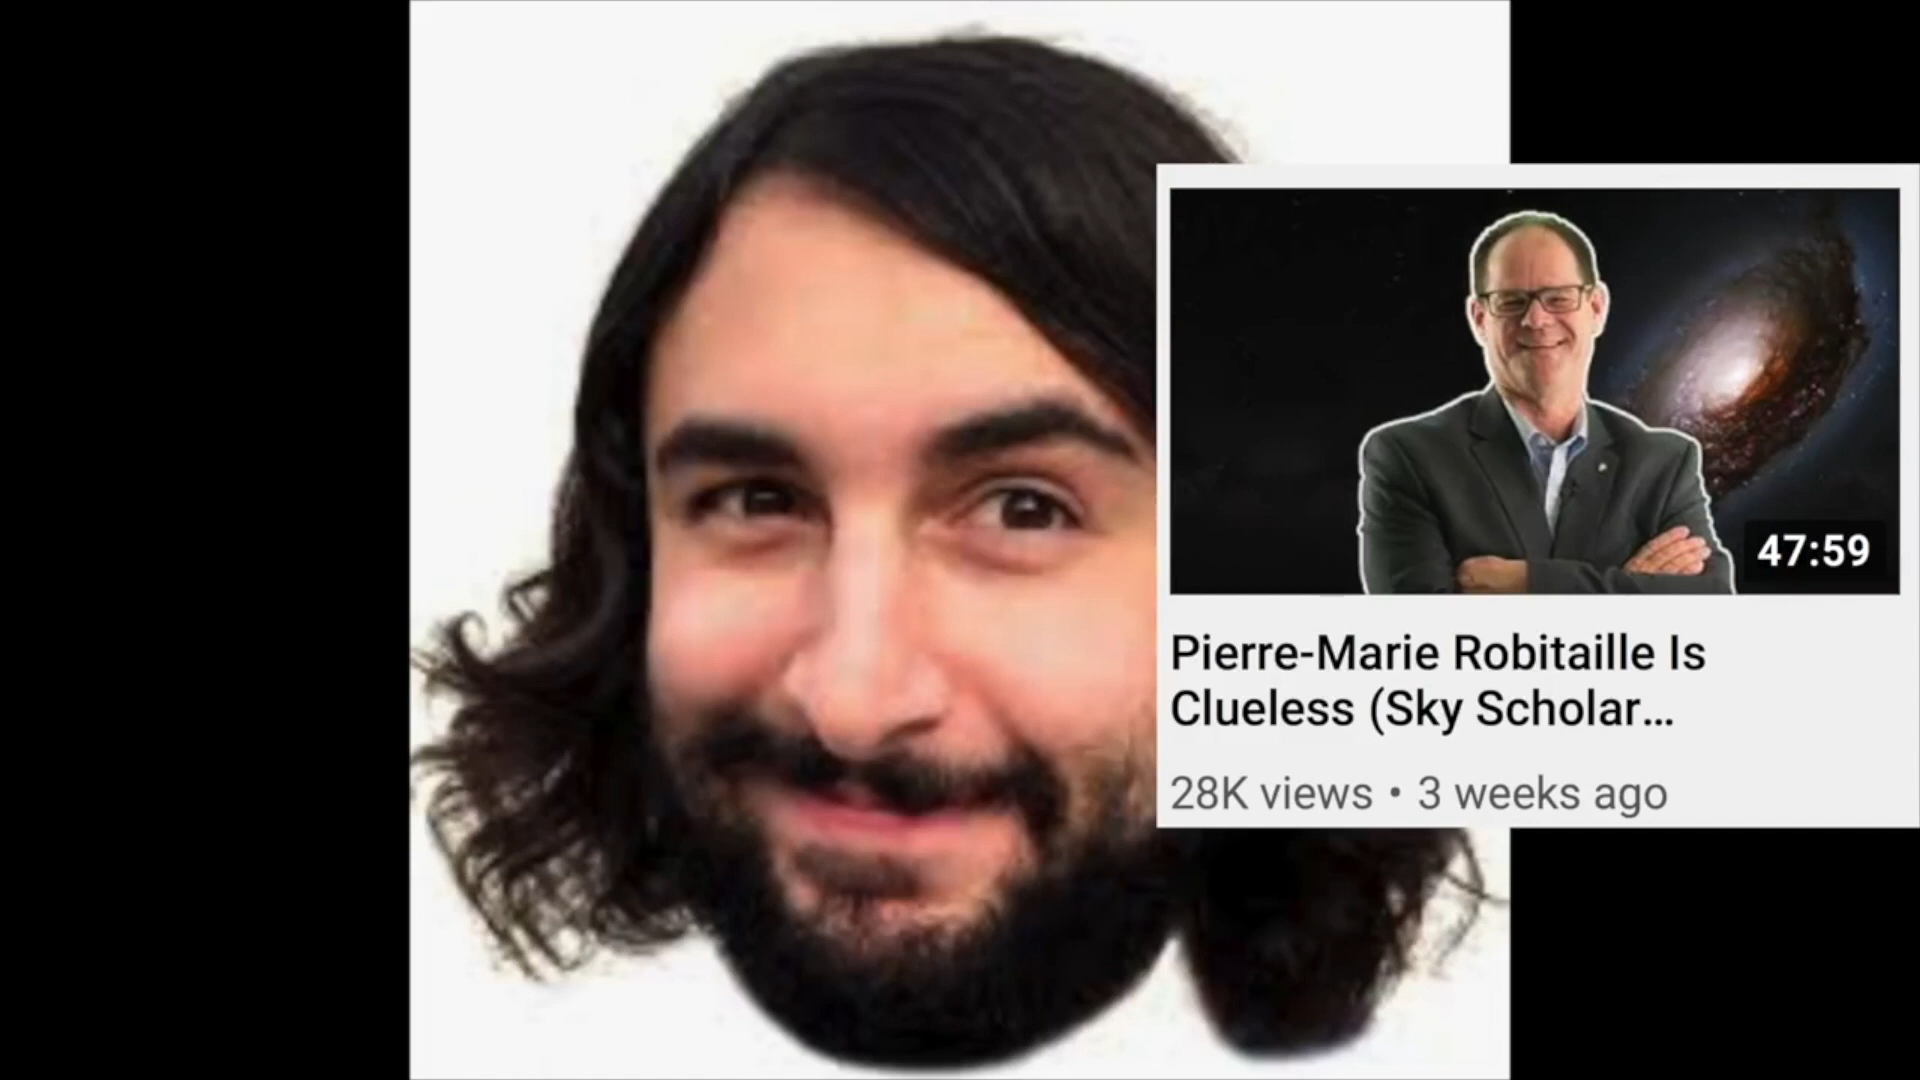 47:59
Pierre-Marie Robitaille Is
Clueless (Sky Scholar...
28K views • 3 weeks ago